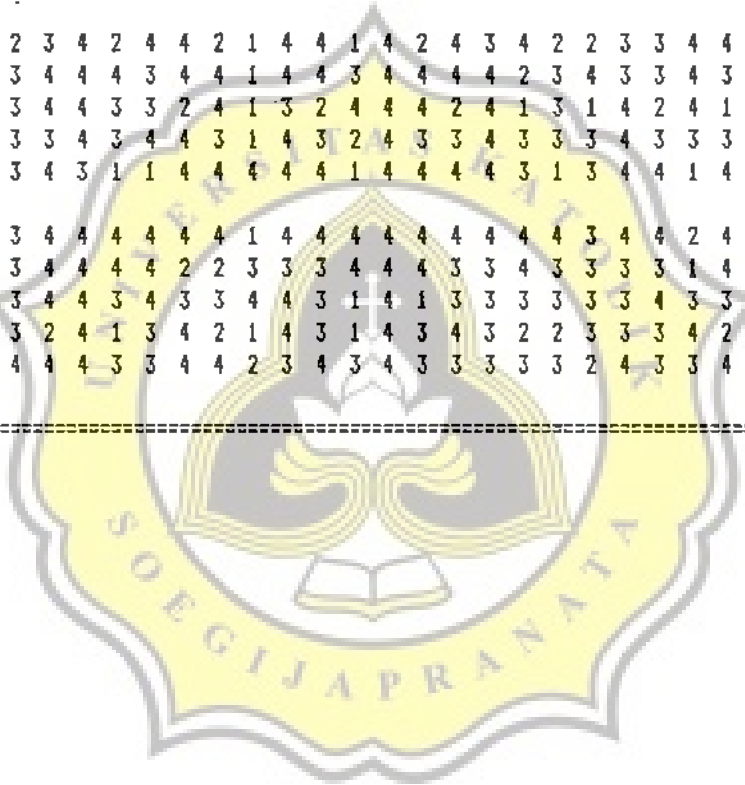 2 3 4 2 4 4 2 1 4 4 1 4 2 4 3 4 2 2 3 3 4 4
3 4 4 4 3 4 4 1 4 4 3 4 4 4 4 2 3 4 3 3 4 3
3 4 4 3 3 2 4 1 3 2 4 4 4 2 4 1 3 1 4 2 4 1
3 3 4 3 4 4 3 1 4 3 2 4 3 3 4 3 3 3 4 3 3 3
3 4 3 1 1 4 4 4 4 4 1 4 4 4 4 3 1 3 4 4 1 4
3 4 4 4 4 4 4 1 4 4 4 4 4 4 4 4 4 3 4 4 2 4
3 4 4 4 4 2 2 3 3 3 4 4 4 3 3 4 3 3 3 3 1 4
3 4 4 3 4 3 3 4 4 3 1 4 1 3 3 3 3 3 3 4 3 3
3 2 4 1 3 4 2 1 4 3 1 4 3 4 3 2 2 3 3 3 4 2
4 4 4 3 3 4 4 2 3 4 3 4 3 3 3 3 3 2 4 3 3 4
UNIVERSITAS KATOLIK
SOEGIJAPRANATA